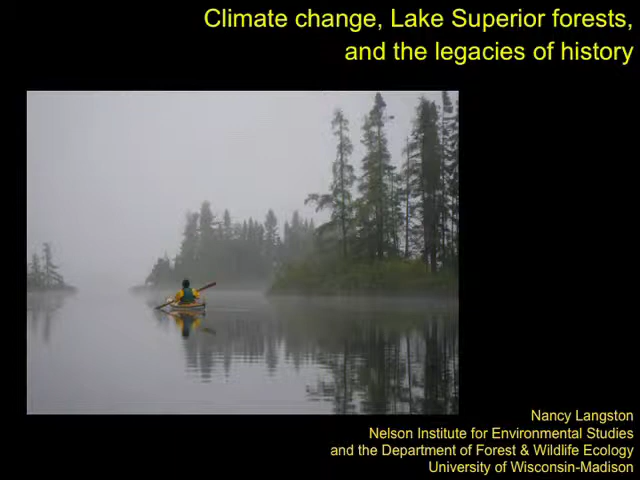 Climate change, Lake Superior forests,
and the legacies of history
Nancy Langston
Nelson Institute for Environmental Studies
and the Department of Forest & Wildlife Ecology
University of Wisconsin-Madison